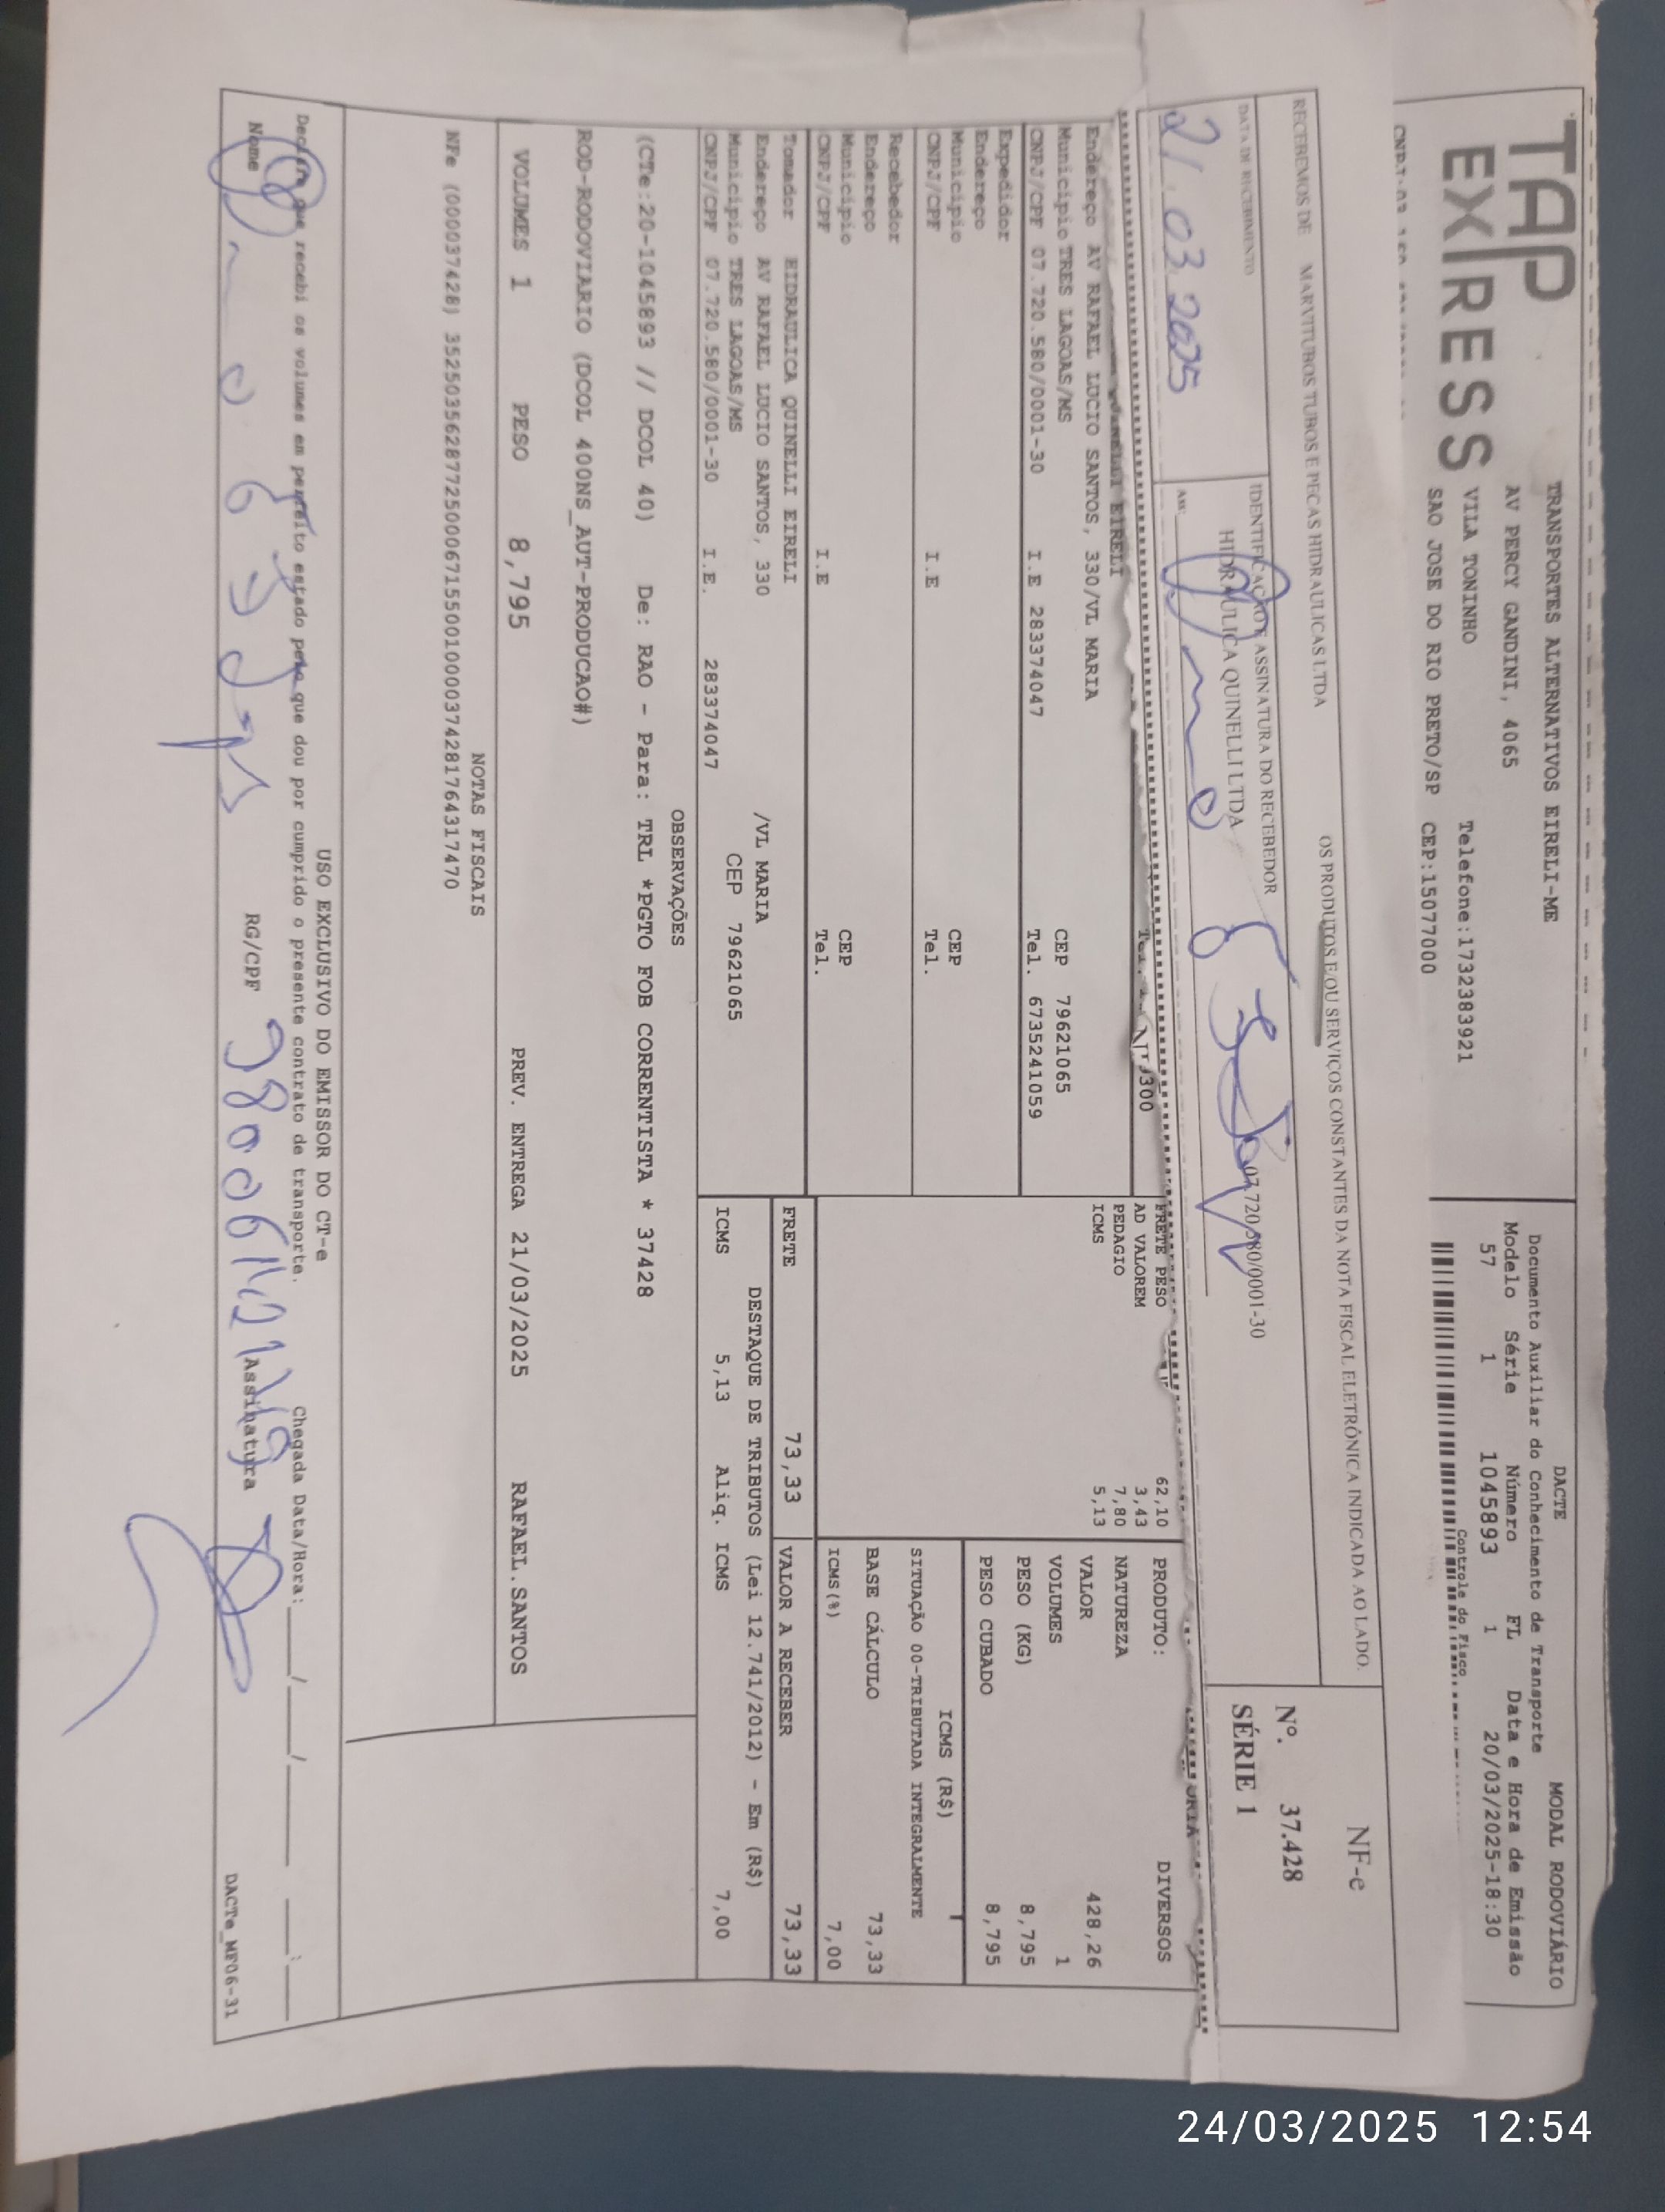 TAP
EXPRESS
TRANSPORTES ALTERNATIVOS EIRELI-ME
AV PERCY GANDINI, 4065
VILA TONINHO Telefone:1732383921
SAO JOSE DO RIO PRETO/SP CEP:15077000
DACTE MODAL RODOVIÁRIO
Documento Auxiliar do Conhecimento de Transporte
Modelo Série Número FL Data e Hora de Emissão
57 1 1045893 1 20/03/2025-18:30
Controle do Fisco
RECEBEMOS DE MARVITUBOS TUBOS E PECAS HIDRAULICAS LTDA OS PRODUTOS E/OU SERVIÇOS CONSTANTES DA NOTA FISCAL ELETRÔNICA INDICADA AO LADO.
NF-e
Nº. 37.428
SÉRIE 1
DATA DE RECEBIMENTO
21.03.2025
IDENTIFICAÇÃO E ASSINATURA DO RECEBEDOR
HIDRAULICA QUINELLI LTDA 07.720.580/0001-30
Ass:
EIRELI
Endereço AV RAFAEL LUCIO SANTOS, 330/VL MARIA
Município TRES LAGOAS/MS CEP 79621065
CNPJ/CPF 07.720.580/0001-30 I.E 283374047 Tel. 6735241059
Expedidor
Endereço
Município CEP
CNPJ/CPF I.E Tel.
Recebedor
Endereço
Município CEP
CNPJ/CPF I.E Tel.
Tomador HIDRAULICA QUINELLI EIRELI
Endereço AV RAFAEL LUCIO SANTOS, 330 /VL MARIA
Município TRES LAGOAS/MS CEP 79621065
CNPJ/CPF 07.720.580/0001-30 I.E. 283374047
FRETE PESO 62,10
AD VALOREM 3,43
PEDAGIO 7,80
ICMS 5,13
PRODUTO: DIVERSOS
NATUREZA
VALOR 428,26
VOLUMES 1
PESO (KG) 8,795
PESO CUBADO 8,795
ICMS (R$)
SITUAÇÃO 00-TRIBUTADA INTEGRALMENTE
BASE CÁLCULO 73,33
ICMS(%) 7,00
FRETE 73,33 VALOR A RECEBER 73,33
DESTAQUE DE TRIBUTOS (Lei 12.741/2012) - Em (R$)
ICMS 5,13 Aliq. ICMS 7,00
OBSERVAÇÕES
(CTe:20-1045893 // DCOL 40) De: RAO - Para: TRL *PGTO FOB CORRENTISTA * 37428
ROD-RODOVIARIO (DCOL 400NS_AUT-PRODUCAO#)
VOLUMES 1 PESO 8,795 PREV. ENTREGA 21/03/2025 RAFAEL.SANTOS
NOTAS FISCAIS
NFe (000037428) 35250356287725000671550010000374281764317470
USO EXCLUSIVO DO EMISSOR DO CT-e
Declaro que recebi os volumes em perfeito estado pelo que dou por cumprido o presente contrato de transporte. Chegada Data/Hora: ____/____/______ ____:____
Nome RG/CPF Assinatura
DACTe_MF06-31
24/03/2025 12:54